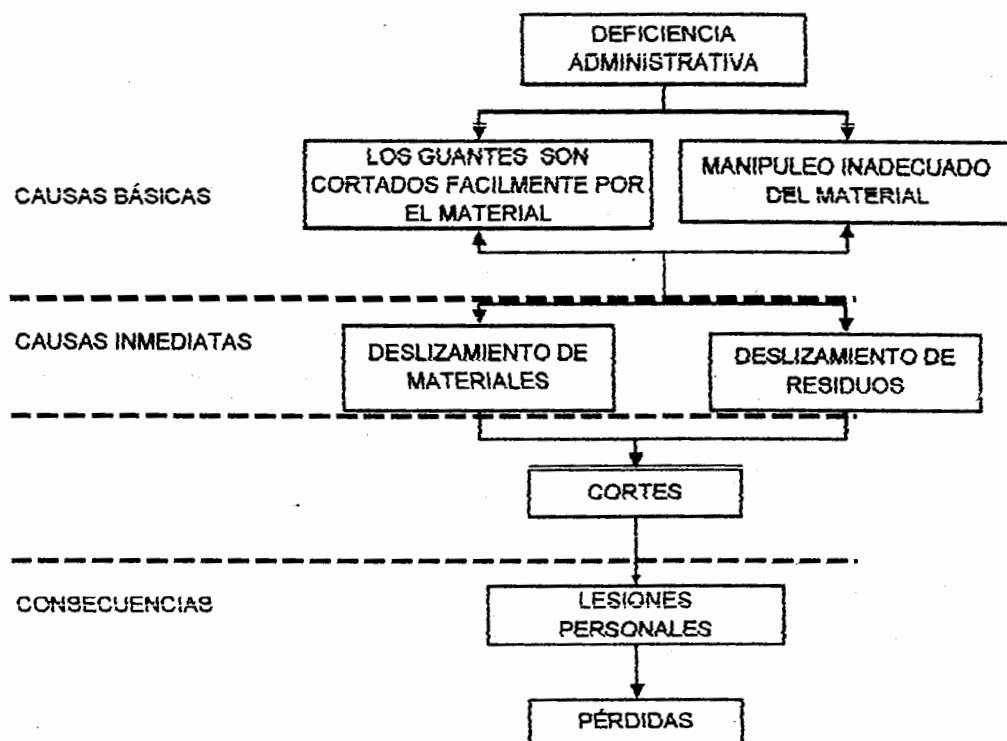 DEFICIENCIA
ADMINISTRATIVA
LOS GUANTES SON
CORTADOS FACILMENTE POR
EL MATERIAL
MANIPULEO INADECUADO
DEL MATERIAL
CAUSAS BÁSICAS
CAUSAS INMEDIATAS
DESLIZAMIENTO DE
MATERIALES
DESLIZAMIENTO DE
RESIDUOS
CORTES
CONSECUENCIAS
LESIONES
PERSONALES
PÉRDIDAS